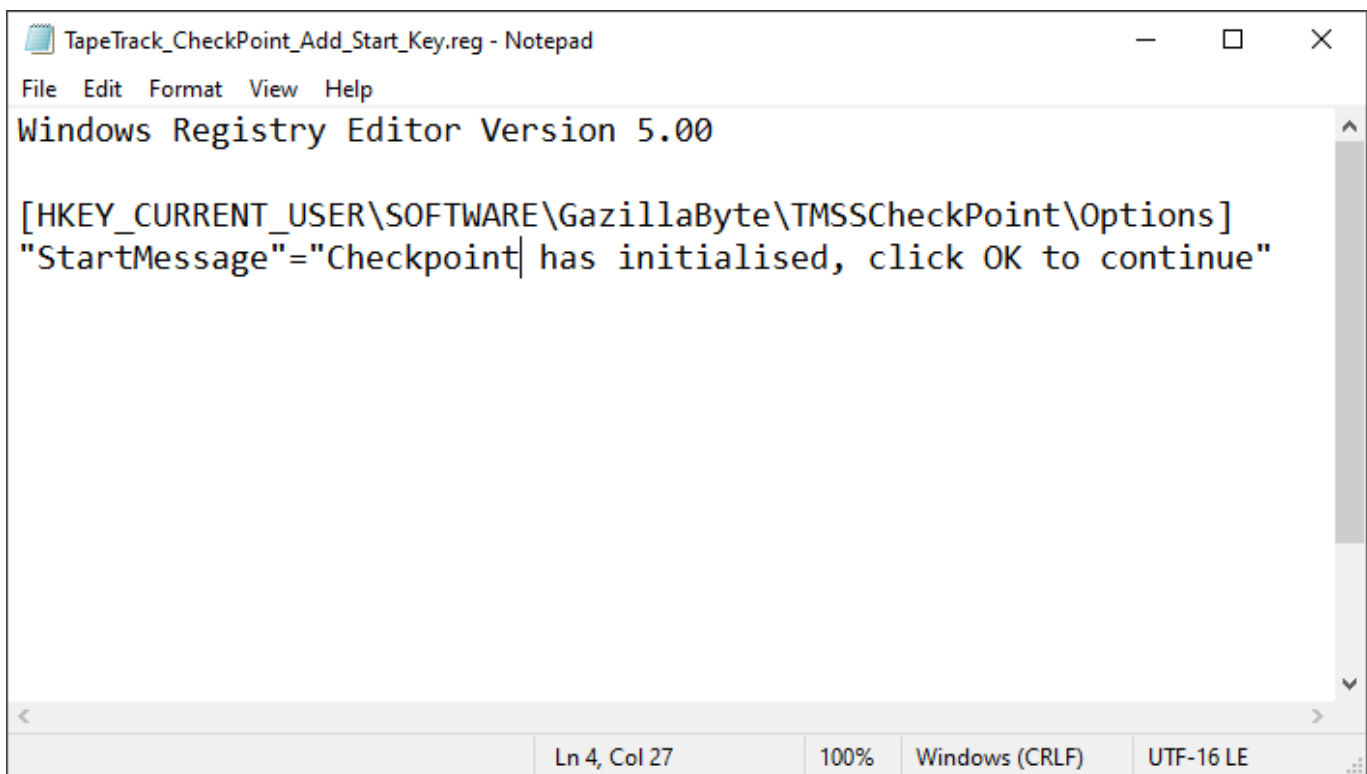 TapeTrack_CheckPoint_Add_Start_Key.reg - Notepad
File Edit Format View Help
Windows Registry Editor Version 5.00
[HKEY_CURRENT_USER\SOFTWARE\GazillaByte\TMSSCheckPoint\Options]
"StartMessage"="Checkpoint has initialised, click OK to continue"
Ln 4, Col 27 100% Windows (CRLF) UTF-16 LE